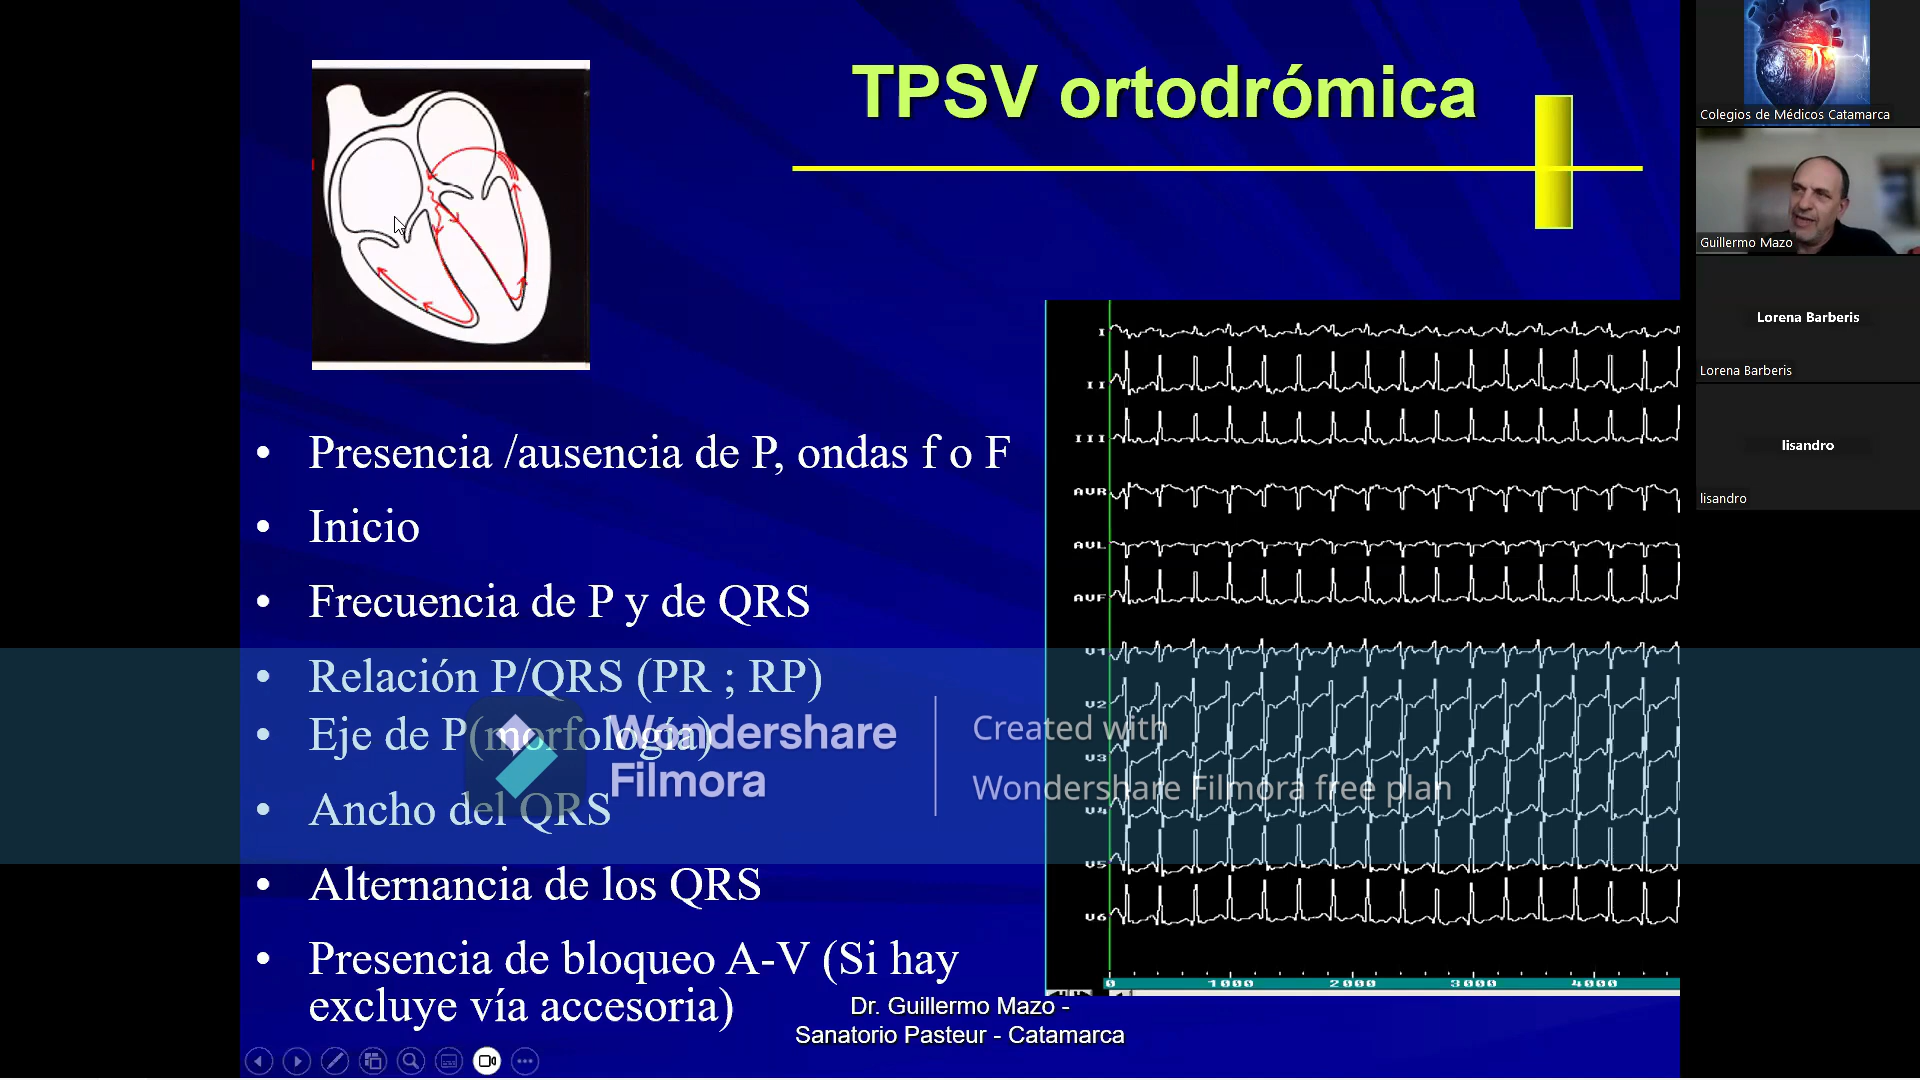 TPSV ortodrómica
• Presencia /ausencia de P, ondas f o F
• Inicio
• Frecuencia de P y de QRS
• Relación P/QRS (PR ; RP)
• Eje de P(morfología)
• Ancho del QRS
• Alternancia de los QRS
• Presencia de bloqueo A-V (Si hay
excluye vía accesoria)
Dr. Guillermo Mazo -
Sanatorio Pasteur - Catamarca
I
II
III
AVR
AVL
AVF
V1
V2
V3
V4
V5
V6
0 1000 2000 3000 4000
Wondershare
Filmora
Created with
Wondershare Filmora free plan
Colegios de Médicos Catamarca
Guillermo Mazo
Lorena Barberis
Lorena Barberis
lisandro
lisandro